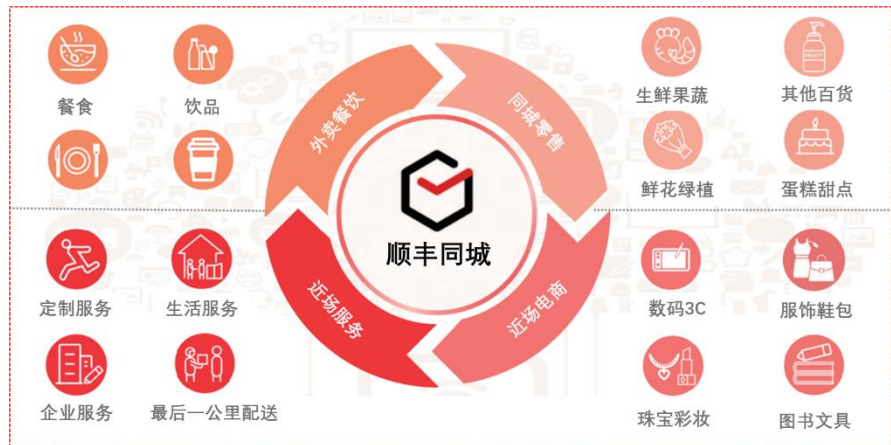 餐食
饮品
外卖餐饮
同城零售
生鲜果蔬
其他百货
鲜花绿植
蛋糕甜点
顺丰同城
定制服务
生活服务
近场服务
近场电商
数码3C
服饰鞋包
企业服务
最后一公里配送
珠宝彩妆
图书文具
BEAUTY